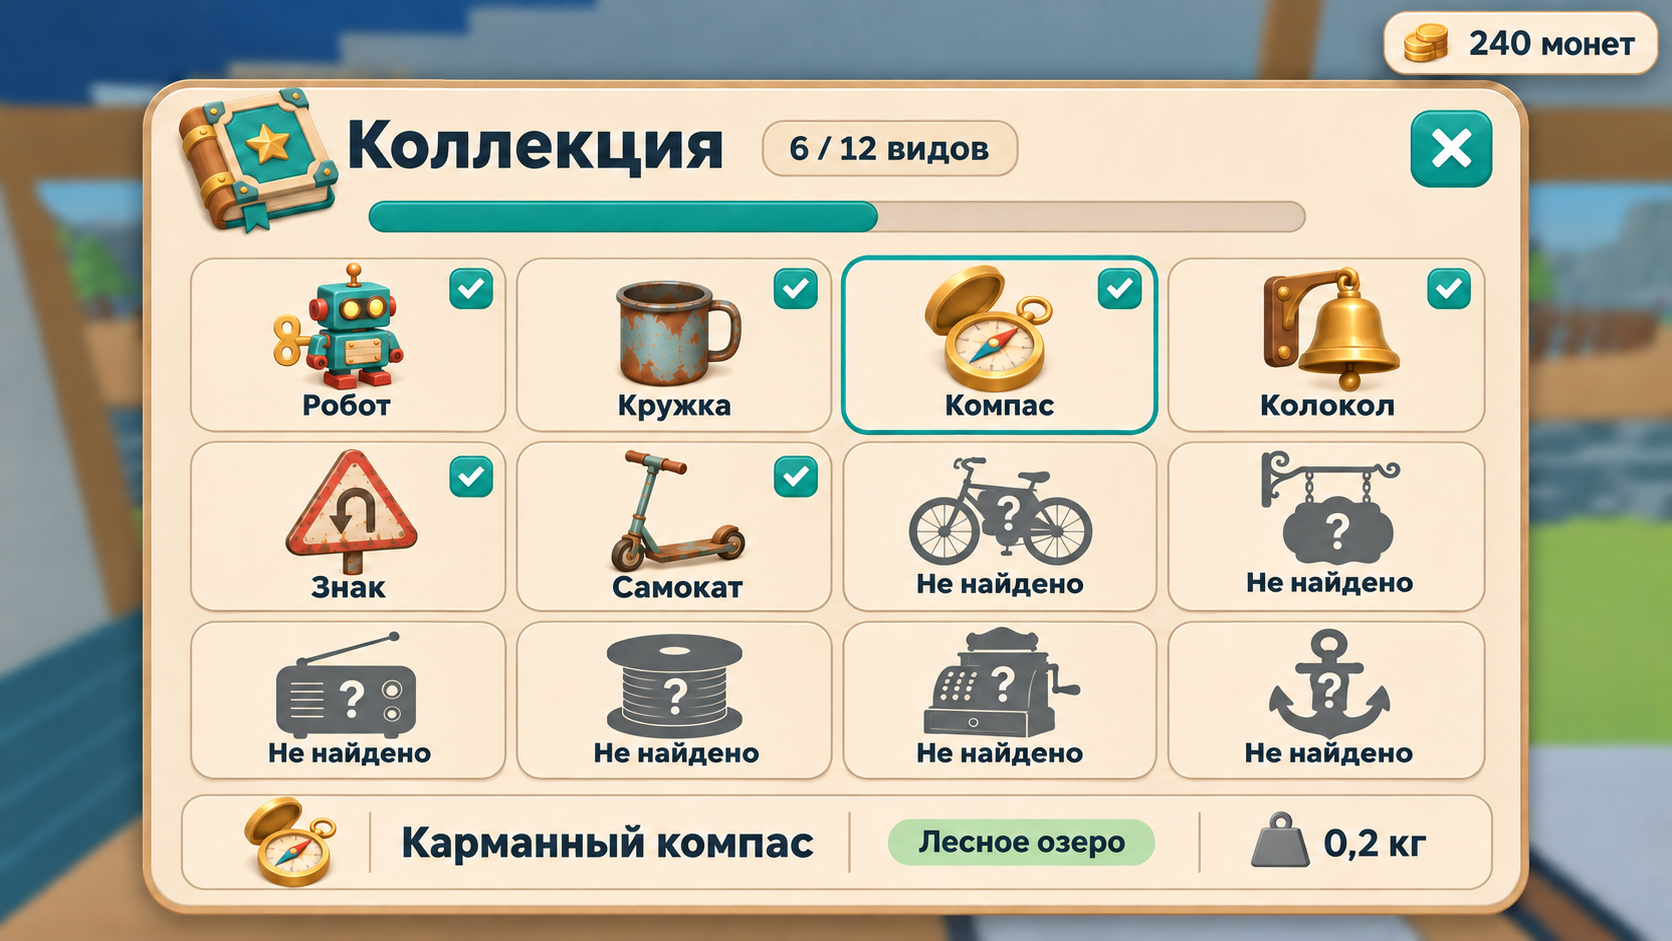 240 монет
Коллекция
6 / 12 видов
Робот
Кружка
Компас
Колокол
Знак
Самокат
?
Не найдено
?
Не найдено
?
Не найдено
?
Не найдено
?
Не найдено
?
Не найдено
Карманный компас
Лесное озеро
0,2 кг